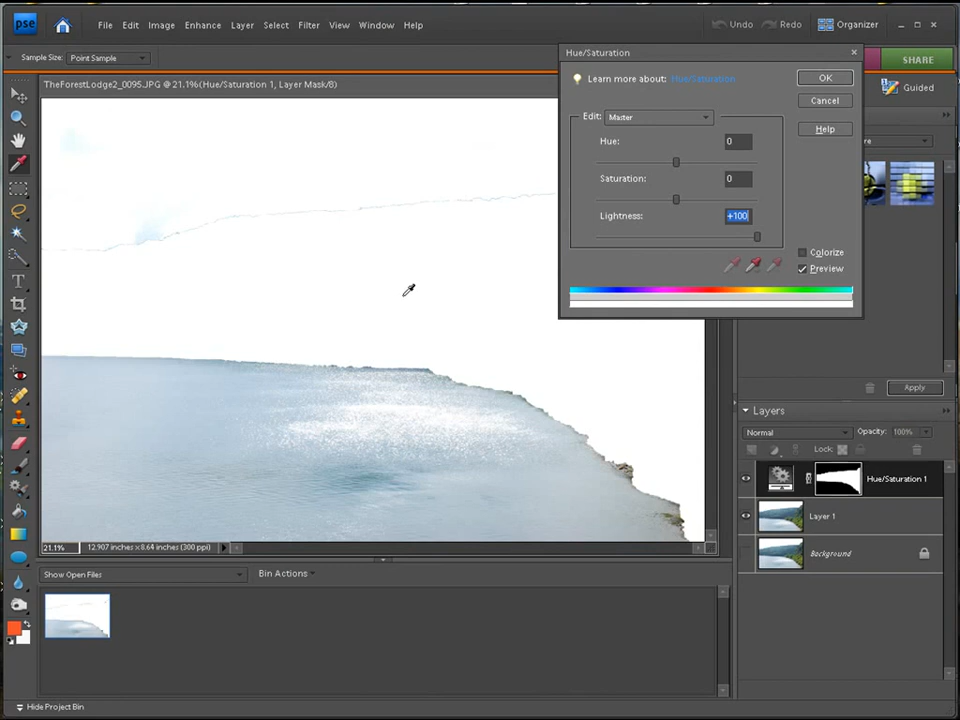 pse File Edit Image Enhance Layer Select Filter View Window Help Undo Redo Organizer
Sample Size: Point Sample
Hue/Saturation
SHARE
TheForestLodge2_0095.JPG @ 21.1%(Hue/Saturation 1, Layer Mask/8)
Learn more about: Hue/Saturation
OK
Guided
Cancel
Edit: Master
Help
Hue: 0
Saturation: 0
Lightness: +100
Colorize
Preview
Apply
Layers
Normal Opacity: 100%
Lock:
Hue/Saturation 1
Layer 1
21.1% 12.907 inches x 8.64 inches (300 ppi)
Background
Show Open Files Bin Actions
Hide Project Bin